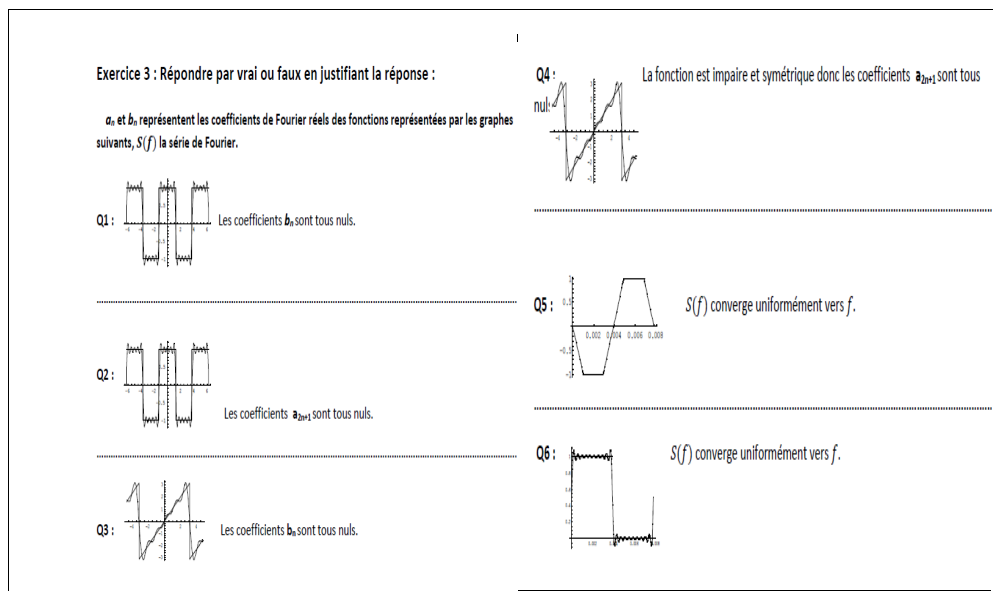 Exercice 3 : Répondre par vrai ou faux en justifiant la réponse :
aₙ et bₙ représentent les coefficients de Fourier réels des fonctions représentées par les graphes
suivants, S(f) la série de Fourier.
Q1 : Les coefficients bₙ sont tous nuls.
Q2 :
Les coefficients a₂ₙ₊₁ sont tous nuls.
Q3 : Les coefficients bₙ sont tous nuls.
Q4 : La fonction est impaire et symétrique donc les coefficients a₂ₙ₊₁ sont tous
nul:
Q5 : S(f) converge uniformément vers f.
0.002 0.004 0.006 0.008
Q6 : S(f) converge uniformément vers f.